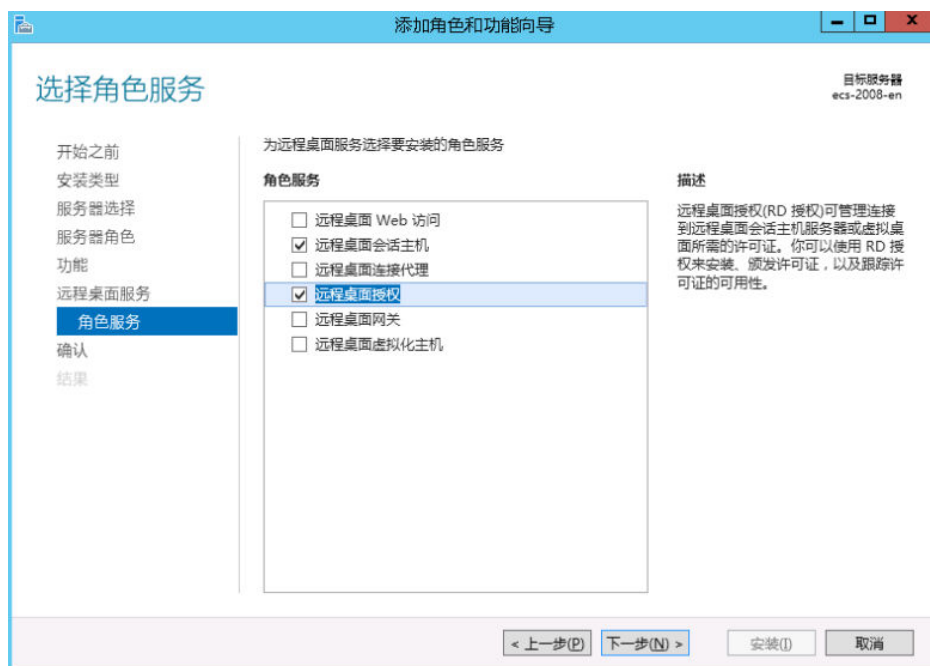 添加角色和功能向导
选择角色服务
目标服务器
ecs-2008-en
开始之前
安装类型
服务器选择
服务器角色
功能
远程桌面服务
角色服务
确认
结果
为远程桌面服务选择要安装的角色服务
角色服务
远程桌面 Web 访问
远程桌面会话主机
远程桌面连接代理
远程桌面授权
远程桌面网关
远程桌面虚拟化主机
描述
远程桌面授权(RD 授权)可管理连接
到远程桌面会话主机服务器或虚拟桌
面所需的许可证。你可以使用 RD 授
权来安装、颁发许可证，以及跟踪许
可证的可用性。
< 上一步(P)
下一步(N) >
安装(I)
取消